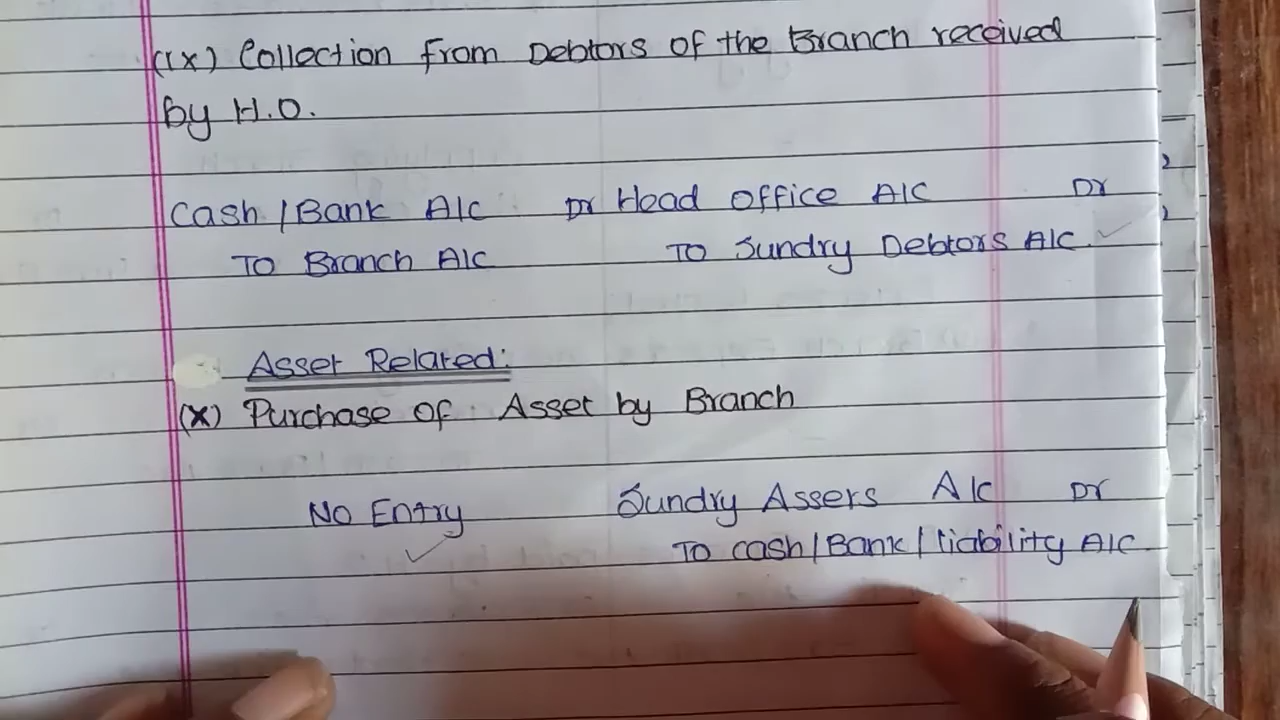 (ix) Collection from Debtors of the Branch received
by H.O.
Cash/Bank A/c Dr Head Office A/c Dr
To Branch A/c To Sundry Debtors A/c
Asset Related:
(x) Purchase of Asset by Branch
No Entry Sundry Assets A/c Dr
To cash/Bank/liability A/c